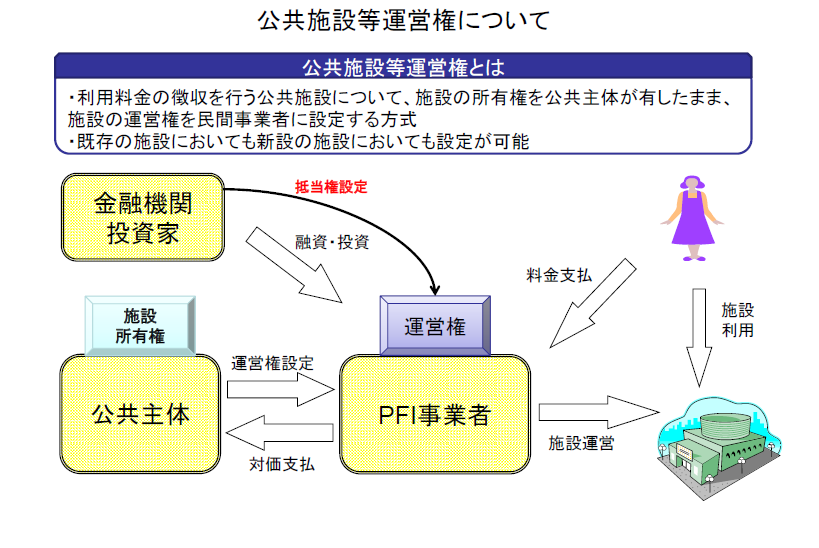 公共施設等運営権について
公共施設等運営権とは
・利用料金の徴収を行う公共施設について、施設の所有権を公共主体が有したまま、
施設の運営権を民間事業者に設定する方式
・既存の施設においても新設の施設においても設定が可能
金融機関
投資家
抵当権設定
融資・投資
料金支払
施設
利用
施設
所有権
運営権
公共主体
運営権設定
対価支払
PFI事業者
施設運営